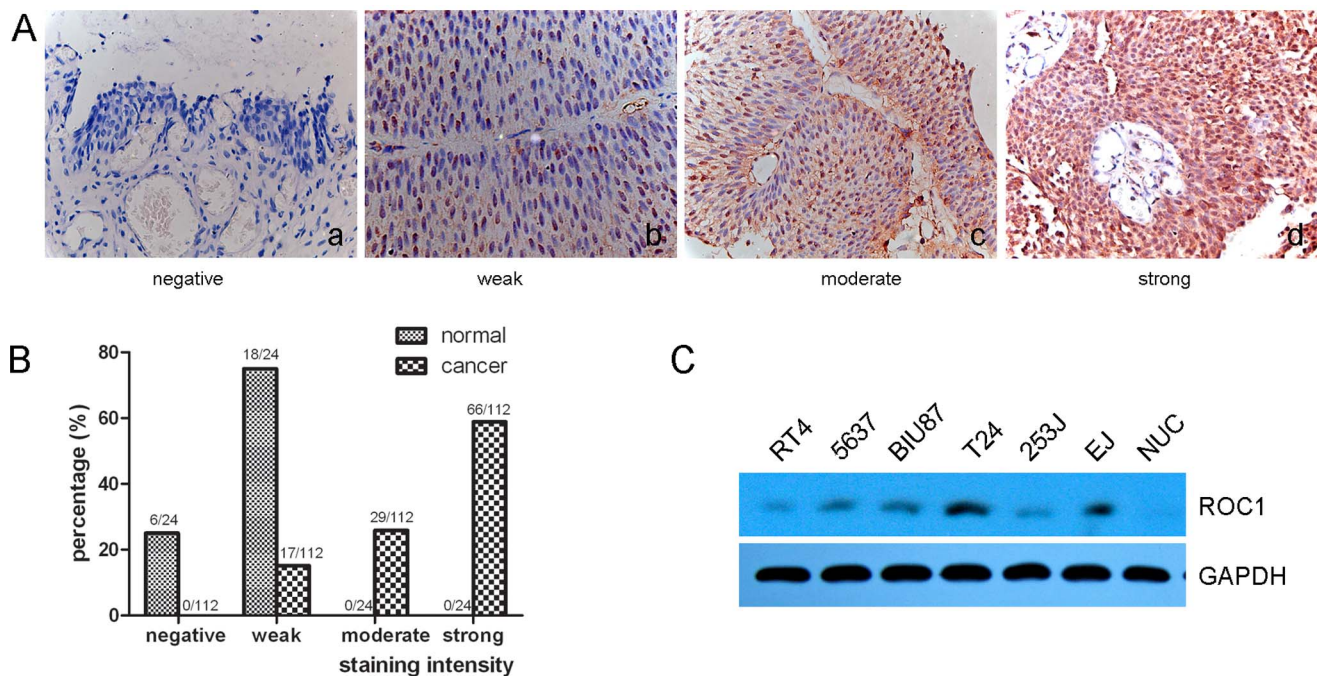 A
a
b
c
d
negative
weak
moderate
strong
B
normal
cancer
percentage (%)
80
60
40
20
0
6/24
0/112
18/24
17/112
0/24
29/112
0/24
66/112
negative
weak
moderate
strong
staining intensity
C
RT4
5637
BIU87
T24
253J
EJ
NUC
ROC1
GAPDH